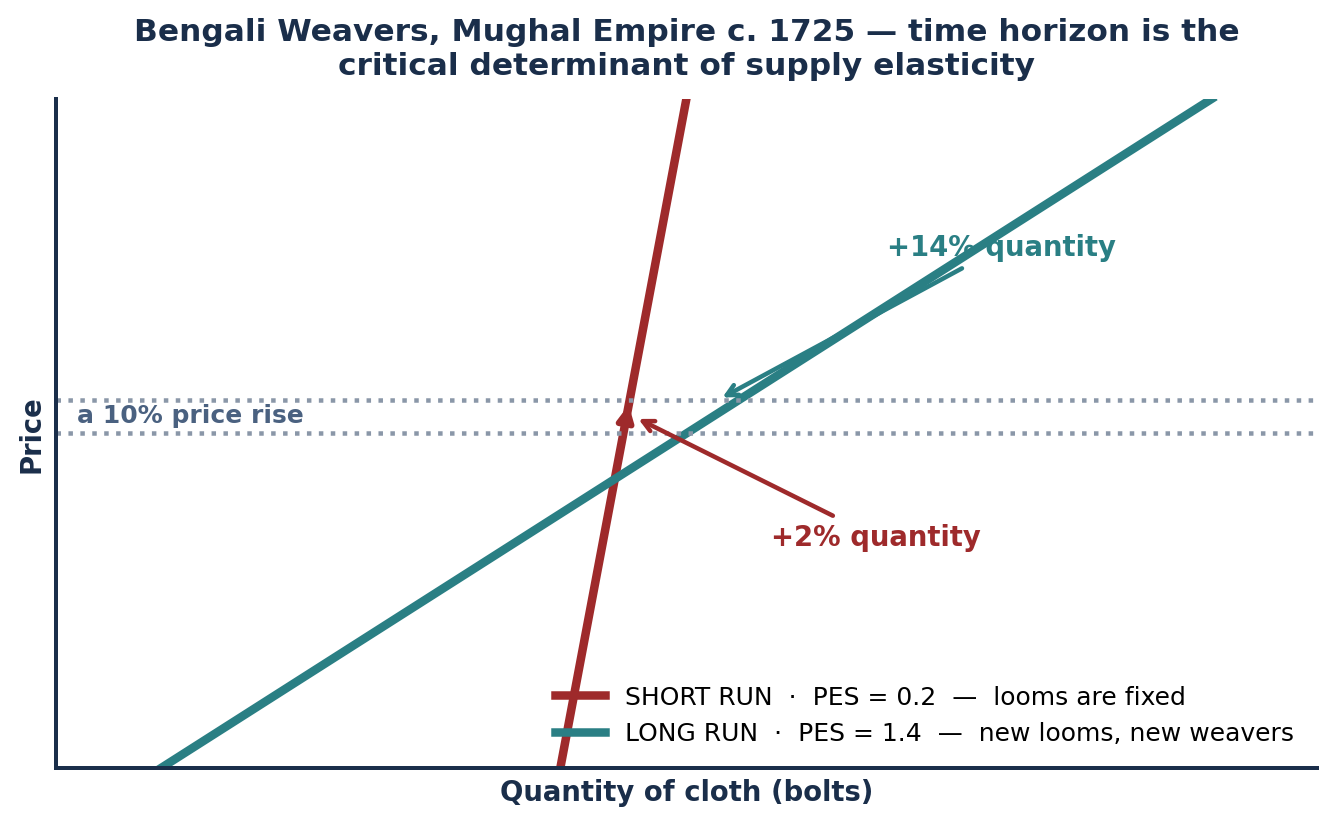 Bengali Weavers, Mughal Empire c. 1725 — time horizon is the
critical determinant of supply elasticity
+14% quantity
a 10% price rise
Price
+2% quantity
SHORT RUN · PES = 0.2 — looms are fixed
LONG RUN · PES = 1.4 — new looms, new weavers
Quantity of cloth (bolts)